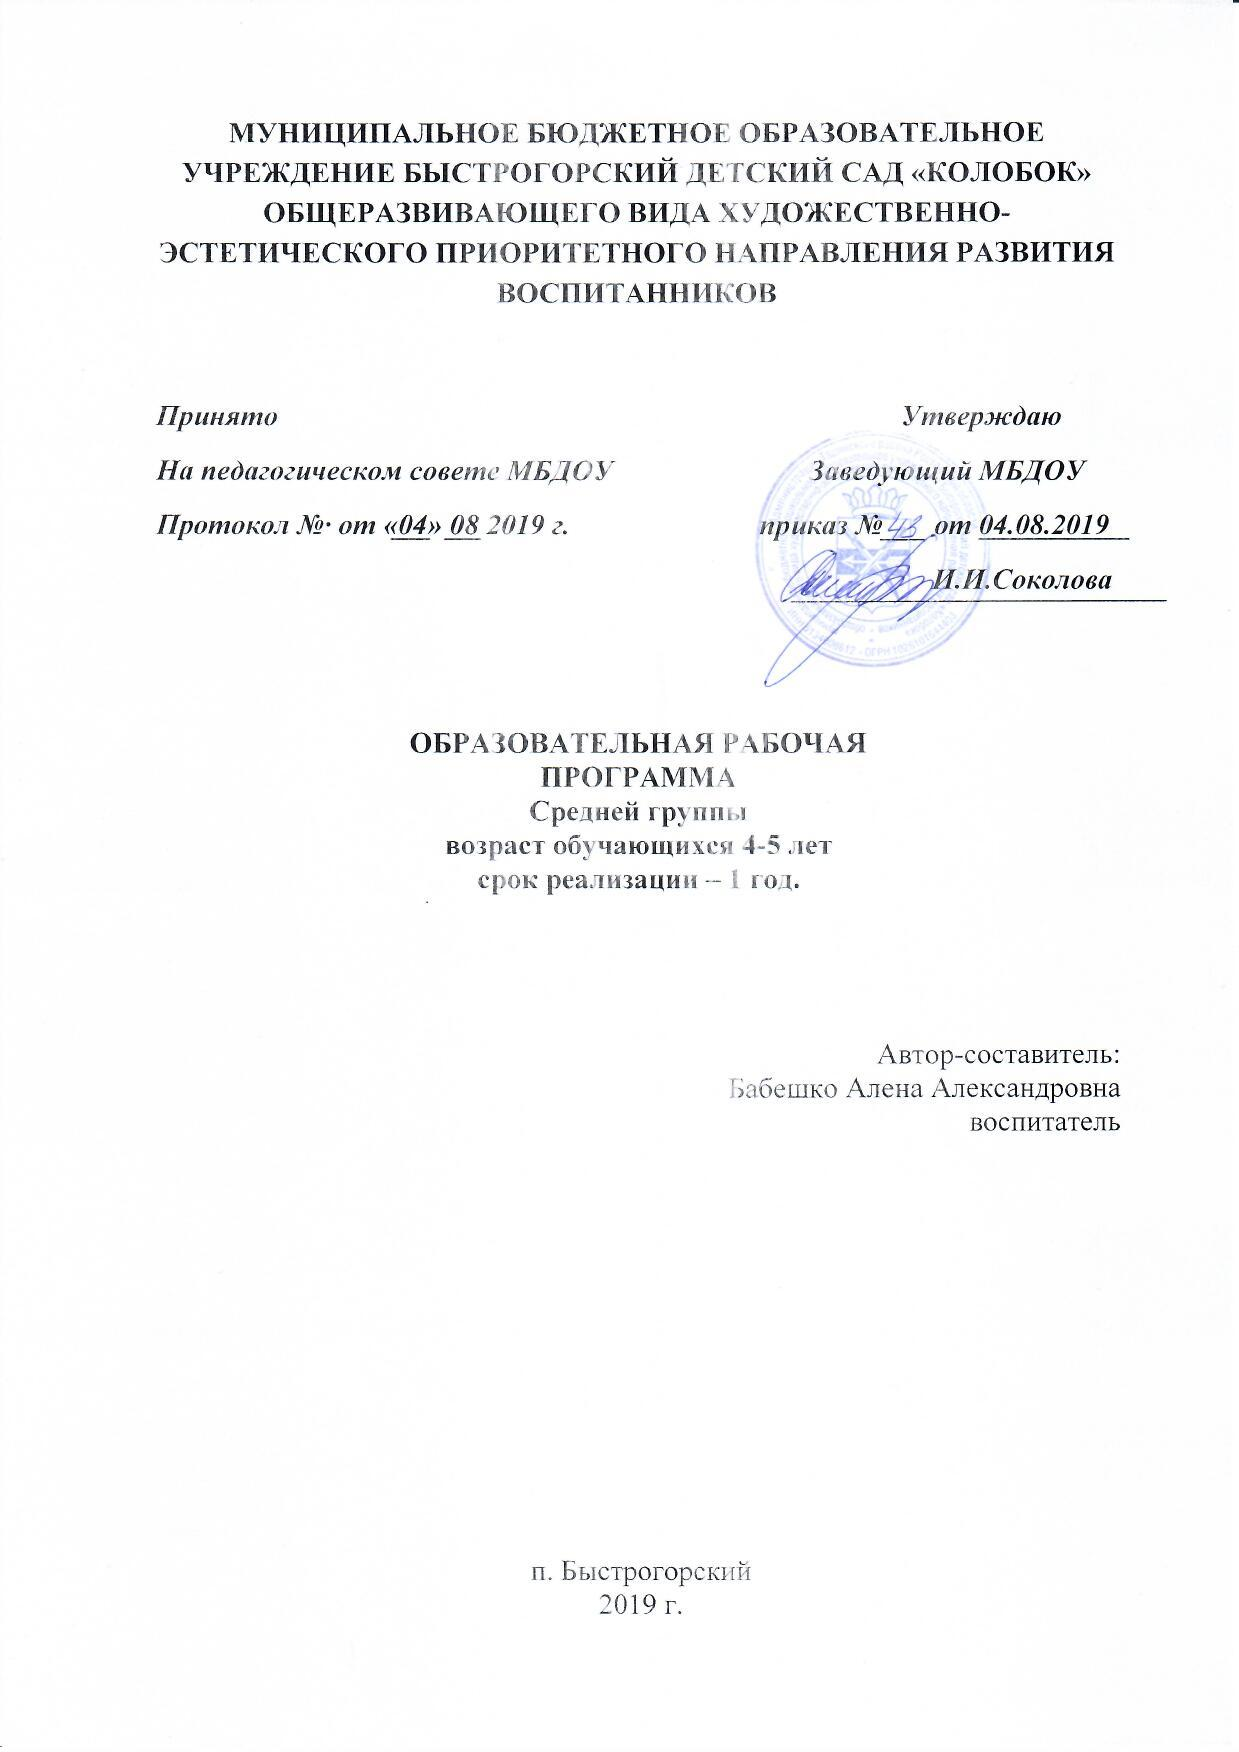 МУНИЦИПАЛЬНОЕ БЮДЖЕТНОЕ ОБРАЗОВАТЕЛЬНОЕ
УЧРЕЖДЕНИЕ БЫСТРОГОРСКИЙ ДЕТСКИЙ САД «КОЛОБОК»
ОБЩЕРАЗВИВАЮЩЕГО ВИДА ХУДОЖЕСТВЕННО-
ЭСТЕТИЧЕСКОГО ПРИОРИТЕТНОГО НАПРАВЛЕНИЯ РАЗВИТИЯ
ВОСПИТАННИКОВ
Принято Утверждаю
На педагогическом совете МБДОУ Заведующий МБДОУ
Протокол № от «04» 08 2019 г. приказ № 43 от 04.08.2019
И.И.Соколова
ОБРАЗОВАТЕЛЬНАЯ РАБОЧАЯ
ПРОГРАММА
Средней группы
возраст обучающихся 4-5 лет
срок реализации – 1 год.
Автор-составитель:
Бабешко Алена Александровна
воспитатель
п. Быстрогорский
2019 г.